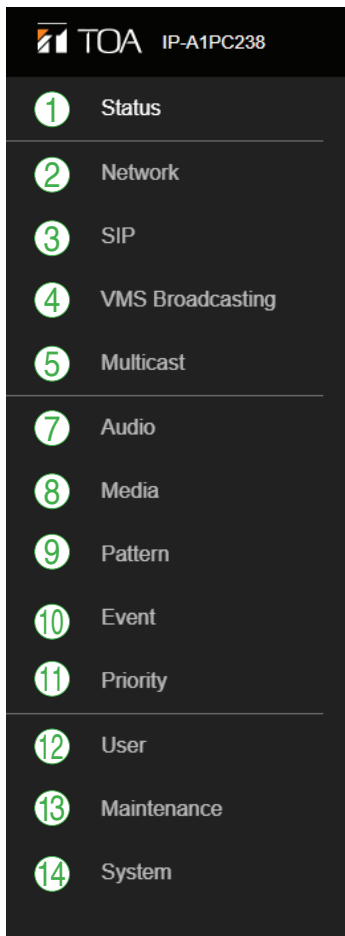 TOA IP-A1PC238
1 Status
2 Network
3 SIP
4 VMS Broadcasting
5 Multicast
7 Audio
8 Media
9 Pattern
10 Event
11 Priority
12 User
13 Maintenance
14 System